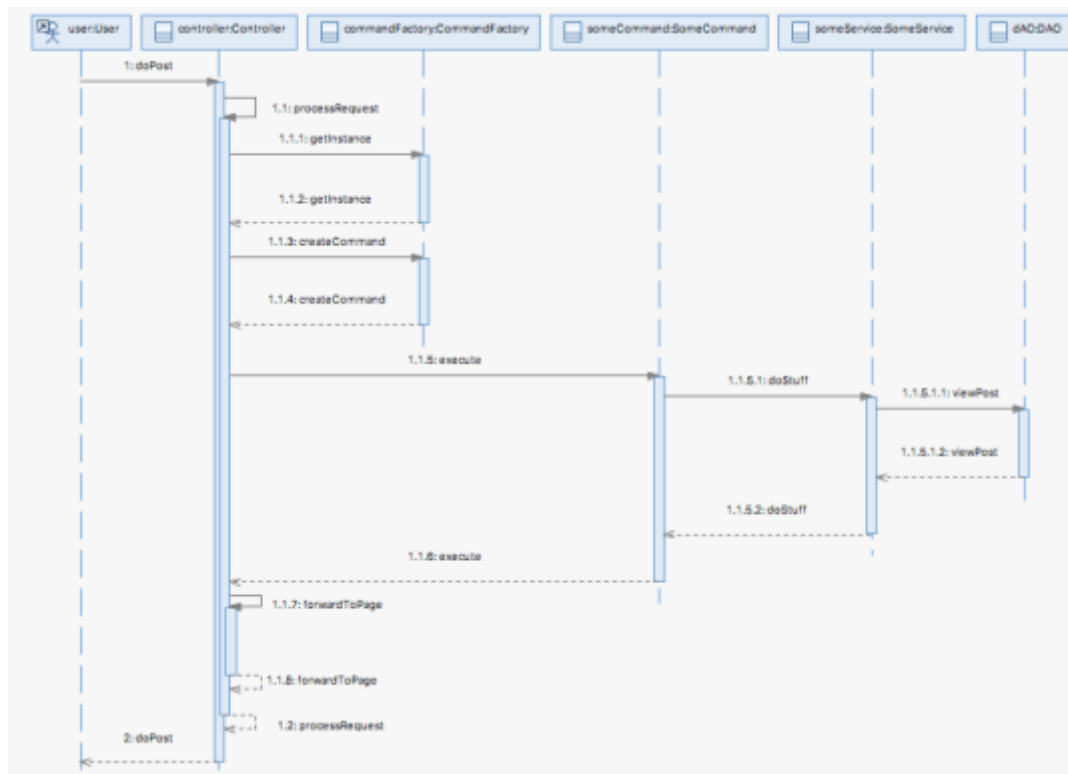 user:User
controller:Controller
commandFactory:CommandFactory
someCommand:SomeCommand
someService:SomeService
dAO:DAO
1: doPost
1.1: processRequest
1.1.1: getInstance
1.1.2: getInstance
1.1.3: createCommand
1.1.4: createCommand
1.1.5: execute
1.1.5.1: doStuff
1.1.5.1.1: viewPost
1.1.5.1.2: viewPost
1.1.5.2: doStuff
1.1.6: execute
1.1.7: forwardToPage
1.1.8: forwardToPage
1.2: processRequest
2: doPost